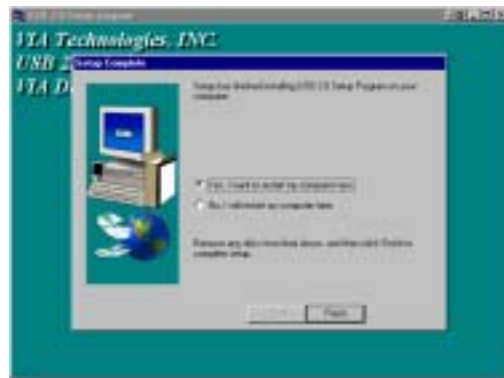 VIA Technologies, INC.
USB 2
VIA D
Setup Complete
Setup has finished installing USB 2.0 Setup Program on your
computer.
Yes, I want to restart my computer now.
No, I will restart my computer later.
Remove any disks from their drives, and then click Finish to
complete setup.
Finish